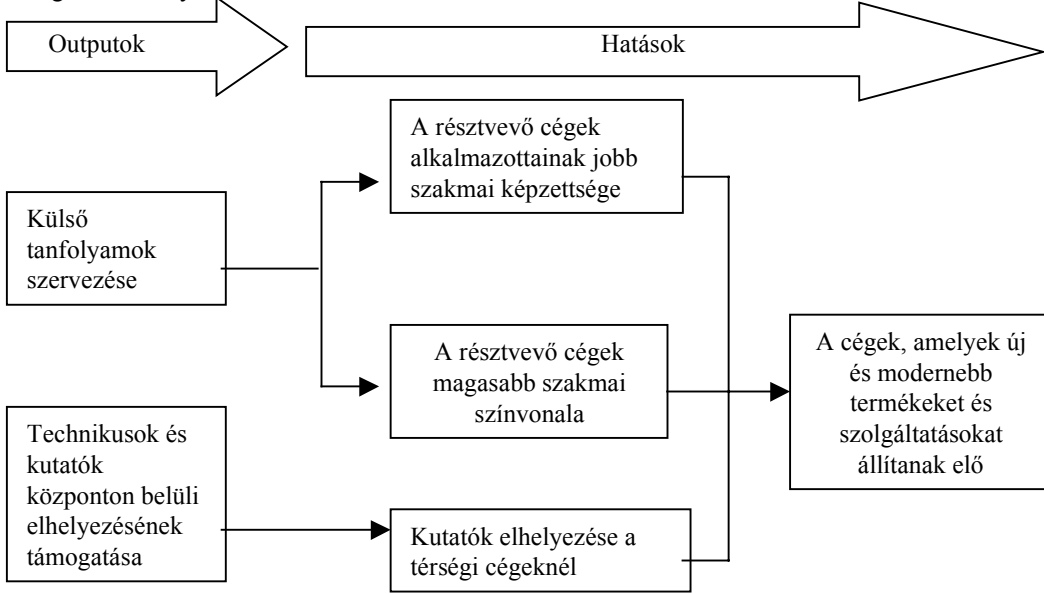 Outputok
Hatások
A résztvevő cégek
alkalmazottainak jobb
szakmai képzettsége
Külső
tanfolyamok
szervezése
A résztvevő cégek
magasabb szakmai
színvonala
A cégek, amelyek új
és modernebb
termékeket és
szolgáltatásokat
állítanak elő
Technikusok és
kutatók
központon belüli
elhelyezésének
támogatása
Kutatók elhelyezése a
térségi cégeknél